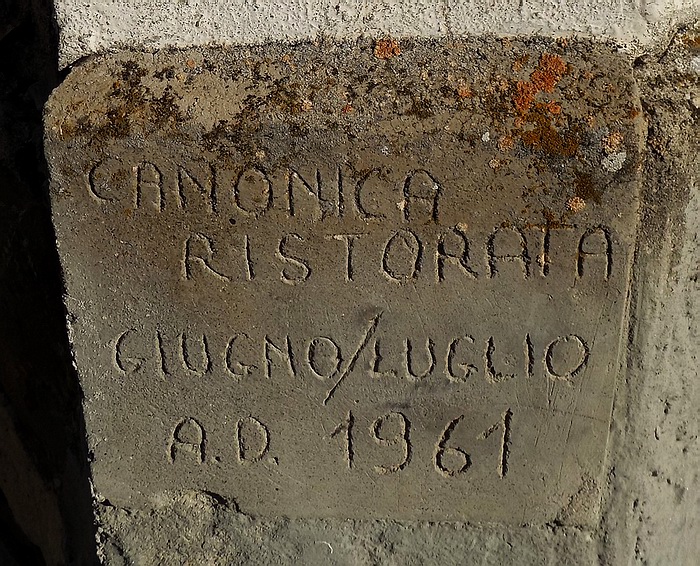 CANONICA
RISTORATA
GIUGNO/LUGLIO
A.D. 1961